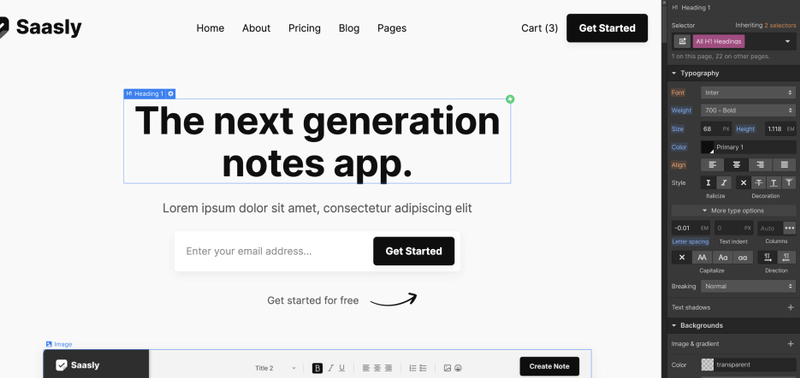 Saasly
Home About Pricing Blog Pages
Cart (3) Get Started
H1 Heading 1
The next generation
notes app.
Lorem ipsum dolor sit amet, consectetur adipiscing elit
Enter your email address... Get Started
Get started for free
Image
Saasly
Title 2 B I U
Create Note
H1 Heading 1
Selector Inheriting 2 selectors
All H1 Headings
1 on this page, 22 on other pages.
Typography
Font Inter
Weight 700 - Bold
Size 68 PX Height 1.118 EM
Color Primary 1
Align
Style
Italicize Decoration
More type options
-0.01 EM 0 PX Auto
Letter spacing Text indent Columns
AA Aa aa
Capitalize Direction
Breaking Normal
Text shadows
Backgrounds
Image & gradient
Color transparent